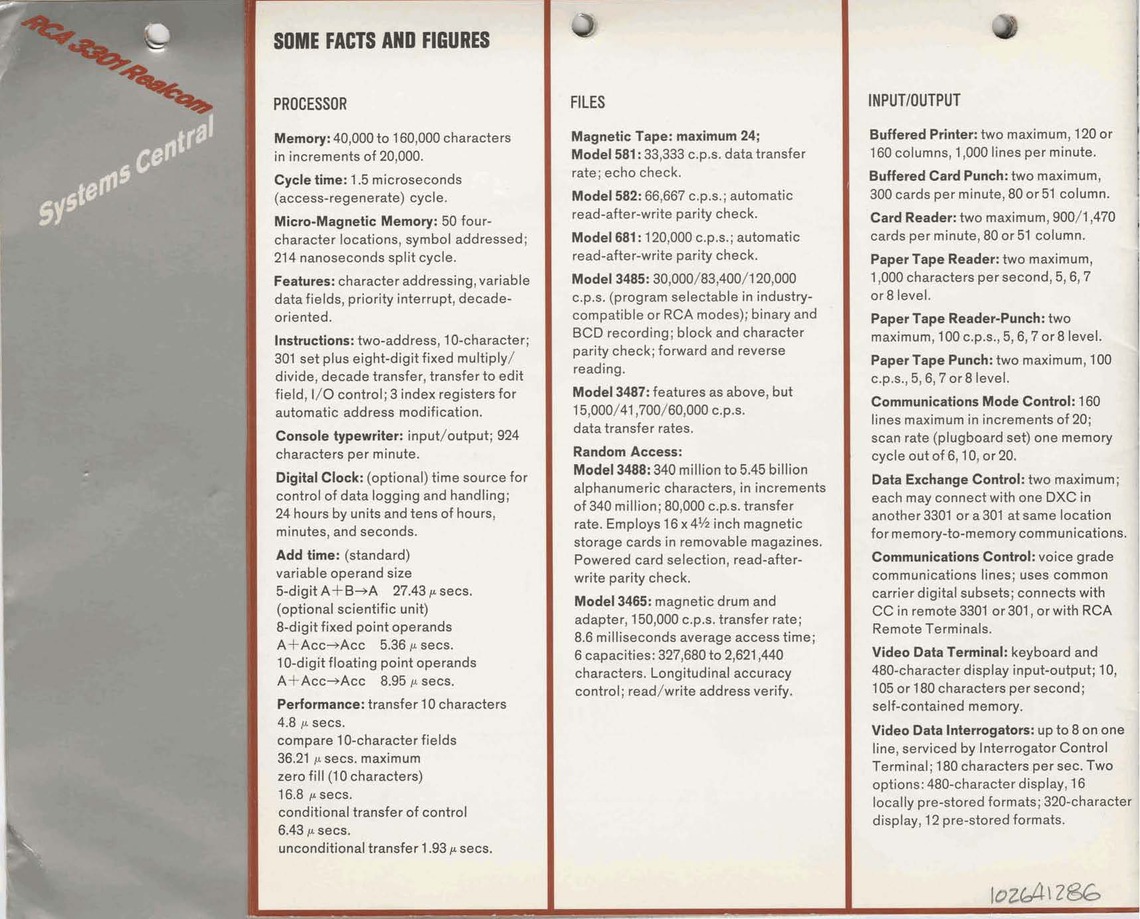 RCA 3301 Realcom
Systems Central
SOME FACTS AND FIGURES
PROCESSOR
Memory: 40,000 to 160,000 characters
in increments of 20,000.
Cycle time: 1.5 microseconds
(access-regenerate) cycle.
Micro-Magnetic Memory: 50 four-
character locations, symbol addressed;
214 nanoseconds split cycle.
Features: character addressing, variable
data fields, priority interrupt, decade-
oriented.
Instructions: two-address, 10-character;
301 set plus eight-digit fixed multiply/
divide, decade transfer, transfer to edit
field, I/O control; 3 index registers for
automatic address modification.
Console typewriter: input/output; 924
characters per minute.
Digital Clock: (optional) time source for
control of data logging and handling;
24 hours by units and tens of hours,
minutes, and seconds.
Add time: (standard)
variable operand size
5-digit A+B→A 27.43 μ secs.
(optional scientific unit)
8-digit fixed point operands
A+Acc→Acc 5.36 μ secs.
10-digit floating point operands
A+Acc→Acc 8.95 μ secs.
Performance: transfer 10 characters
4.8 μ secs.
compare 10-character fields
36.21 μ secs. maximum
zero fill (10 characters)
16.8 μ secs.
conditional transfer of control
6.43 μ secs.
unconditional transfer 1.93 μ secs.
FILES
Magnetic Tape: maximum 24;
Model 581: 33,333 c.p.s. data transfer
rate; echo check.
Model 582: 66,667 c.p.s.; automatic
read-after-write parity check.
Model 681: 120,000 c.p.s.; automatic
read-after-write parity check.
Model 3485: 30,000/83,400/120,000
c.p.s. (program selectable in industry-
compatible or RCA modes); binary and
BCD recording; block and character
parity check; forward and reverse
reading.
Model 3487: features as above, but
15,000/41,700/60,000 c.p.s.
data transfer rates.
Random Access:
Model 3488: 340 million to 5.45 billion
alphanumeric characters, in increments
of 340 million; 80,000 c.p.s. transfer
rate. Employs 16 x 4½ inch magnetic
storage cards in removable magazines.
Powered card selection, read-after-
write parity check.
Model 3465: magnetic drum and
adapter, 150,000 c.p.s. transfer rate;
8.6 milliseconds average access time;
6 capacities: 327,680 to 2,621,440
characters. Longitudinal accuracy
control; read/write address verify.
INPUT/OUTPUT
Buffered Printer: two maximum, 120 or
160 columns, 1,000 lines per minute.
Buffered Card Punch: two maximum,
300 cards per minute, 80 or 51 column.
Card Reader: two maximum, 900/1,470
cards per minute, 80 or 51 column.
Paper Tape Reader: two maximum,
1,000 characters per second, 5, 6, 7
or 8 level.
Paper Tape Reader-Punch: two
maximum, 100 c.p.s., 5, 6, 7 or 8 level.
Paper Tape Punch: two maximum, 100
c.p.s., 5, 6, 7 or 8 level.
Communications Mode Control: 160
lines maximum in increments of 20;
scan rate (plugboard set) one memory
cycle out of 6, 10, or 20.
Data Exchange Control: two maximum;
each may connect with one DXC in
another 3301 or a 301 at same location
for memory-to-memory communications.
Communications Control: voice grade
communications lines; uses common
carrier digital subsets; connects with
CC in remote 3301 or 301, or with RCA
Remote Terminals.
Video Data Terminal: keyboard and
480-character display input-output; 10,
105 or 180 characters per second;
self-contained memory.
Video Data Interrogators: up to 8 on one
line, serviced by Interrogator Control
Terminal; 180 characters per sec. Two
options: 480-character display, 16
locally pre-stored formats; 320-character
display, 12 pre-stored formats.
102641286